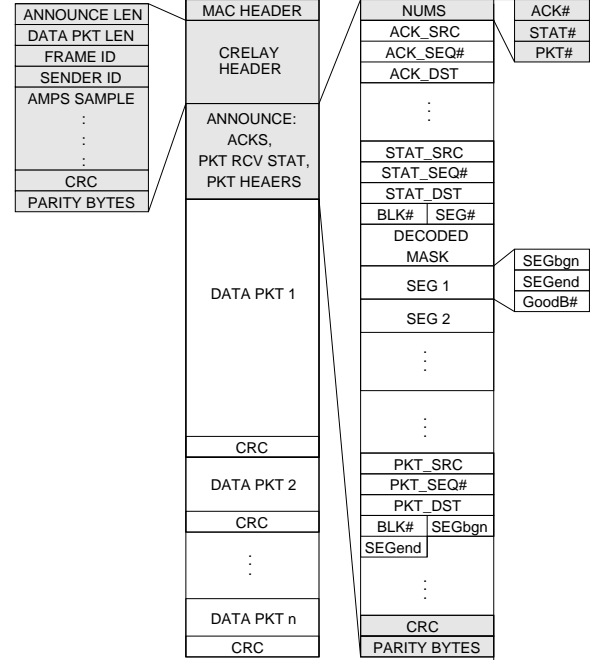 ANNOUNCE LEN
DATA PKT LEN
FRAME ID
SENDER ID
AMPS SAMPLE
:
:
:
CRC
PARITY BYTES
MAC HEADER
CRELAY
HEADER
ANNOUNCE:
ACKS,
PKT RCV STAT,
PKT HEAERS
DATA PKT 1
CRC
DATA PKT 2
CRC
...
DATA PKT n
CRC
NUMS
ACK_SRC
ACK_SEQ#
ACK_DST
...
STAT_SRC
STAT_SEQ#
STAT_DST
BLK# SEG#
DECODED
MASK
SEG 1
SEG 2
...
...
PKT_SRC
PKT_SEQ#
PKT_DST
BLK# SEGbgn
SEGend
...
CRC
PARITY BYTES
ACK#
STAT#
PKT#
SEGbgn
SEGend
GoodB#